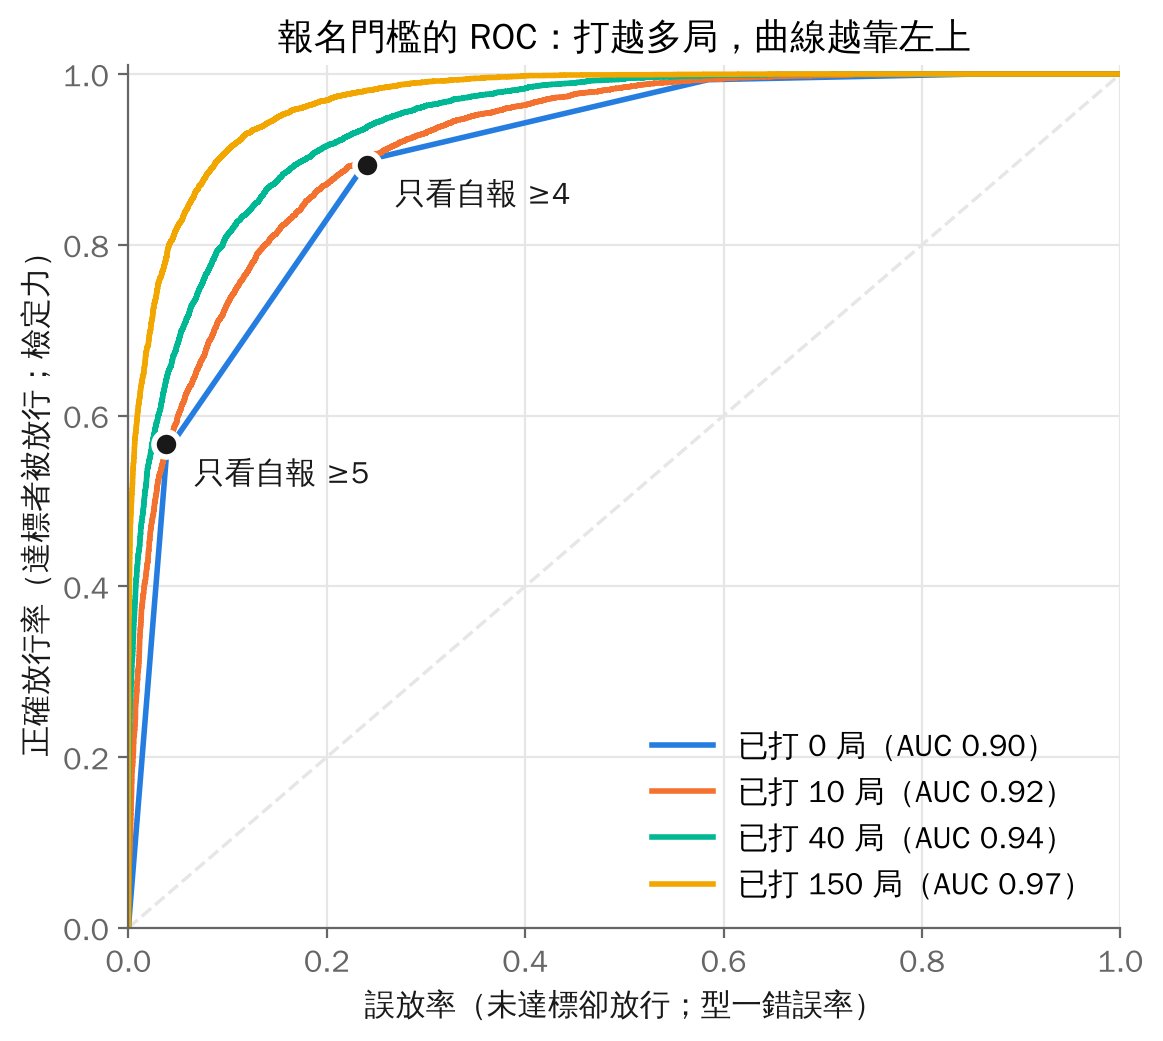 報名門檻的 ROC：打越多局，曲線越靠左上
正確放行率（達標者被放行；檢定力）
1.0
0.8
0.6
0.4
0.2
0.0
只看自報 ≥4
只看自報 ≥5
已打 0 局（AUC 0.90）
已打 10 局（AUC 0.92）
已打 40 局（AUC 0.94）
已打 150 局（AUC 0.97）
0.0 0.2 0.4 0.6 0.8 1.0
誤放率（未達標卻放行；型一錯誤率）